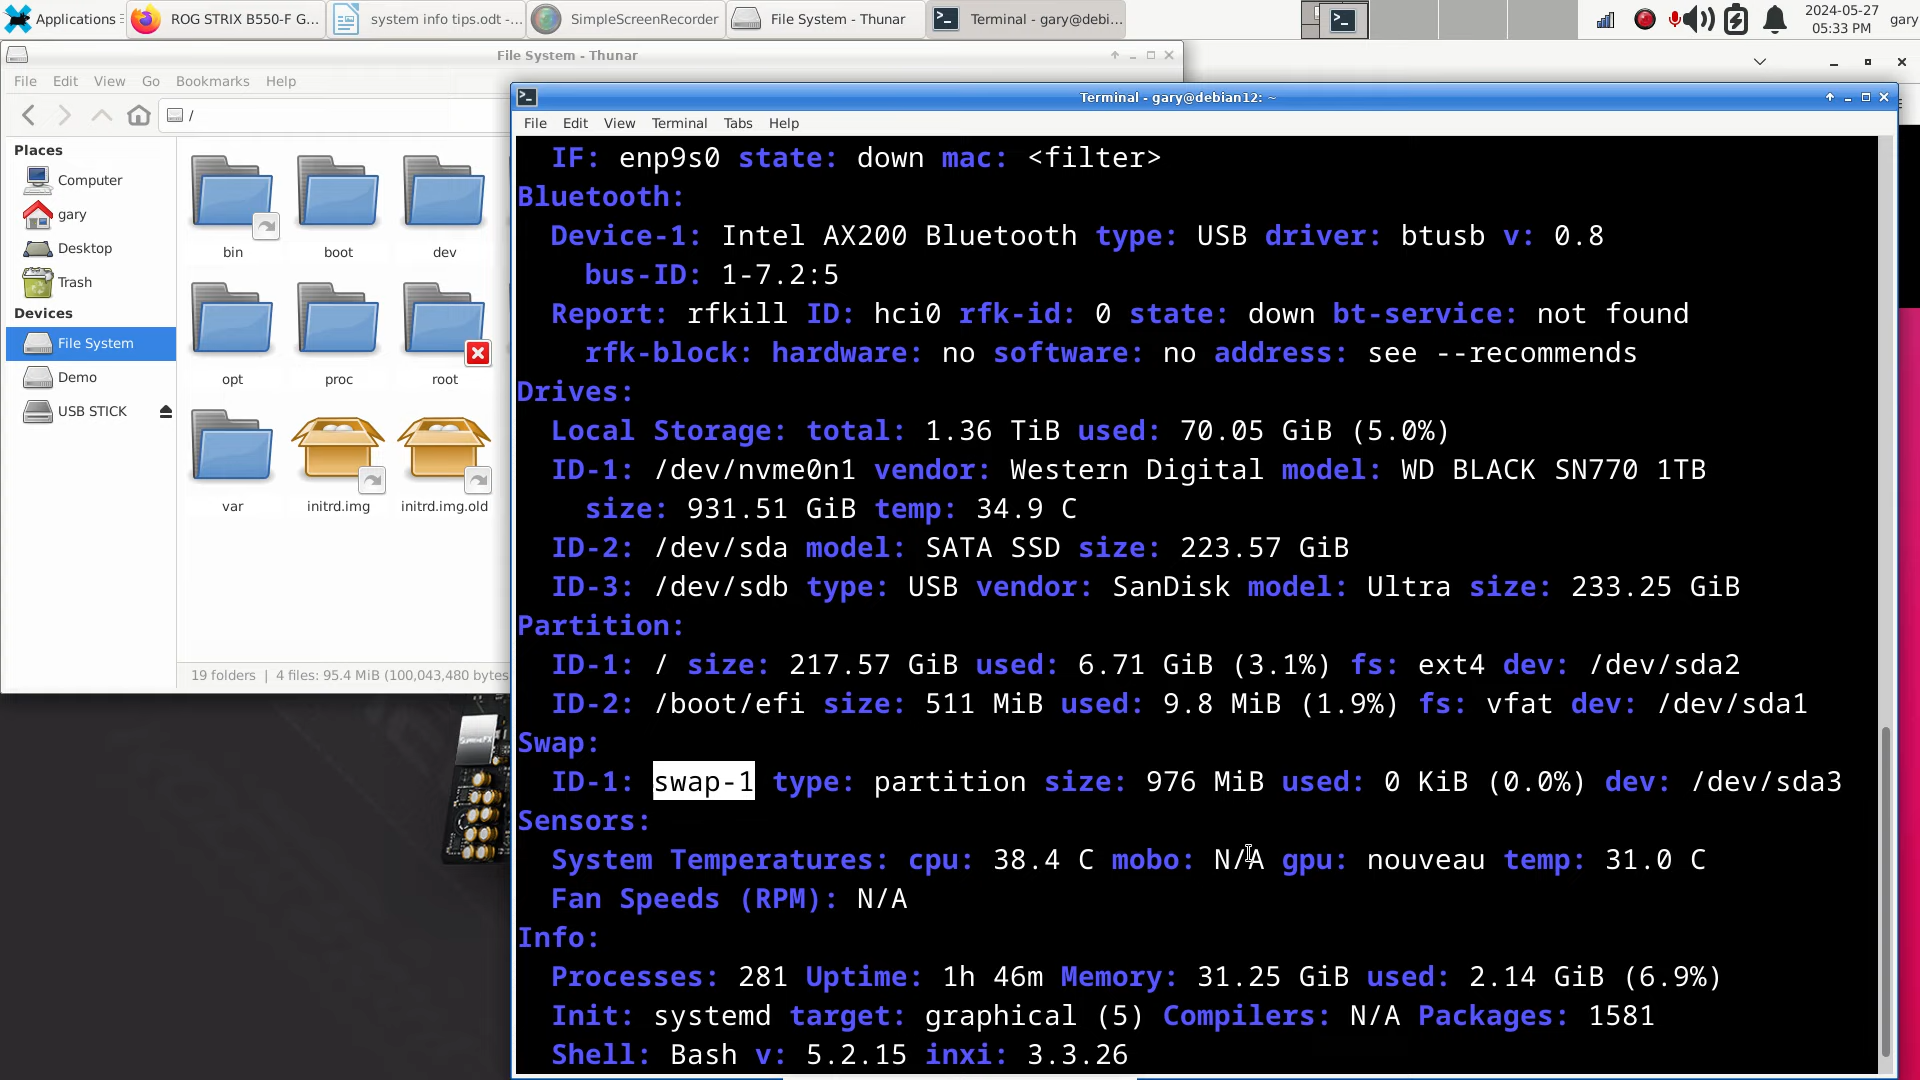 Applications
ROG STRIX B550-F G...
system info tips.odt -...
SimpleScreenRecorder
File System - Thunar
Terminal - gary@debi...
2024-05-27
05:33 PM
gary
File System - Thunar
File Edit View Go Bookmarks Help
/
Places
Computer
gary
Desktop
Trash
Devices
File System
Demo
USB STICK
bin
boot
dev
opt
proc
root
var
initrd.img
initrd.img.old
19 folders | 4 files: 95.4 MiB (100,043,480 bytes
Terminal - gary@debian12: ~
File Edit View Terminal Tabs Help
IF: enp9s0 state: down mac: <filter>
Bluetooth:
Device-1: Intel AX200 Bluetooth type: USB driver: btusb v: 0.8
bus-ID: 1-7.2:5
Report: rfkill ID: hci0 rfk-id: 0 state: down bt-service: not found
rfk-block: hardware: no software: no address: see --recommends
Drives:
Local Storage: total: 1.36 TiB used: 70.05 GiB (5.0%)
ID-1: /dev/nvme0n1 vendor: Western Digital model: WD BLACK SN770 1TB
size: 931.51 GiB temp: 34.9 C
ID-2: /dev/sda model: SATA SSD size: 223.57 GiB
ID-3: /dev/sdb type: USB vendor: SanDisk model: Ultra size: 233.25 GiB
Partition:
ID-1: / size: 217.57 GiB used: 6.71 GiB (3.1%) fs: ext4 dev: /dev/sda2
ID-2: /boot/efi size: 511 MiB used: 9.8 MiB (1.9%) fs: vfat dev: /dev/sda1
Swap:
ID-1: swap-1 type: partition size: 976 MiB used: 0 KiB (0.0%) dev: /dev/sda3
Sensors:
System Temperatures: cpu: 38.4 C mobo: N/A gpu: nouveau temp: 31.0 C
Fan Speeds (RPM): N/A
Info:
Processes: 281 Uptime: 1h 46m Memory: 31.25 GiB used: 2.14 GiB (6.9%)
Init: systemd target: graphical (5) Compilers: N/A Packages: 1581
Shell: Bash v: 5.2.15 inxi: 3.3.26